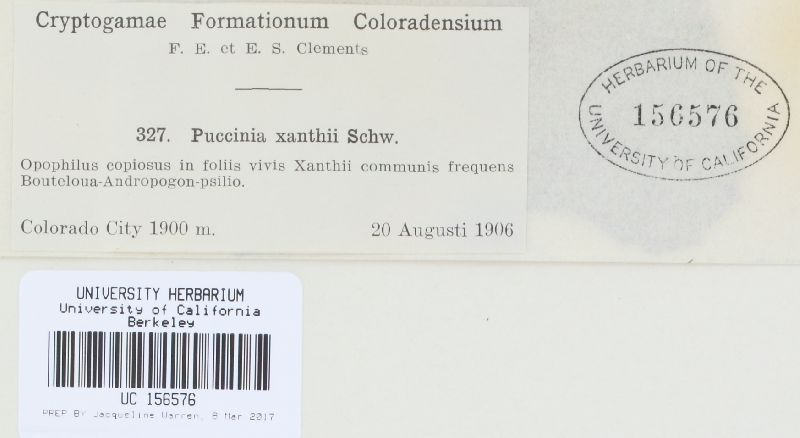 Cryptogamae Formationum Coloradensium
F. E. et E. S. Clements
327. Puccinia xanthii Schw.
Opophilus copiosus in foliis vivis Xanthii communis frequens
Bouteloua-Andropogon-psilio.
Colorado City 1900 m. 20 Augusti 1906
HERBARIUM OF THE
156576
UNIVERSITY OF CALIFORNIA
UNIVERSITY HERBARIUM
University of California
Berkeley
UC 156576
PREP BY Jacqueline Warren, 8 Mar 2017